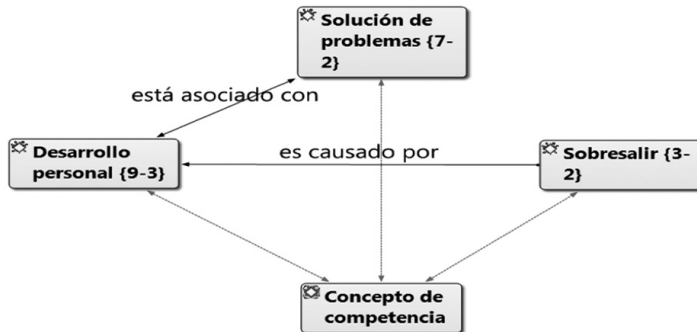 Solución de
problemas {7-
2}
está asociado con
Desarrollo
personal {9-3}
es causado por
Sobresalir {3-
2}
Concepto de
competencia